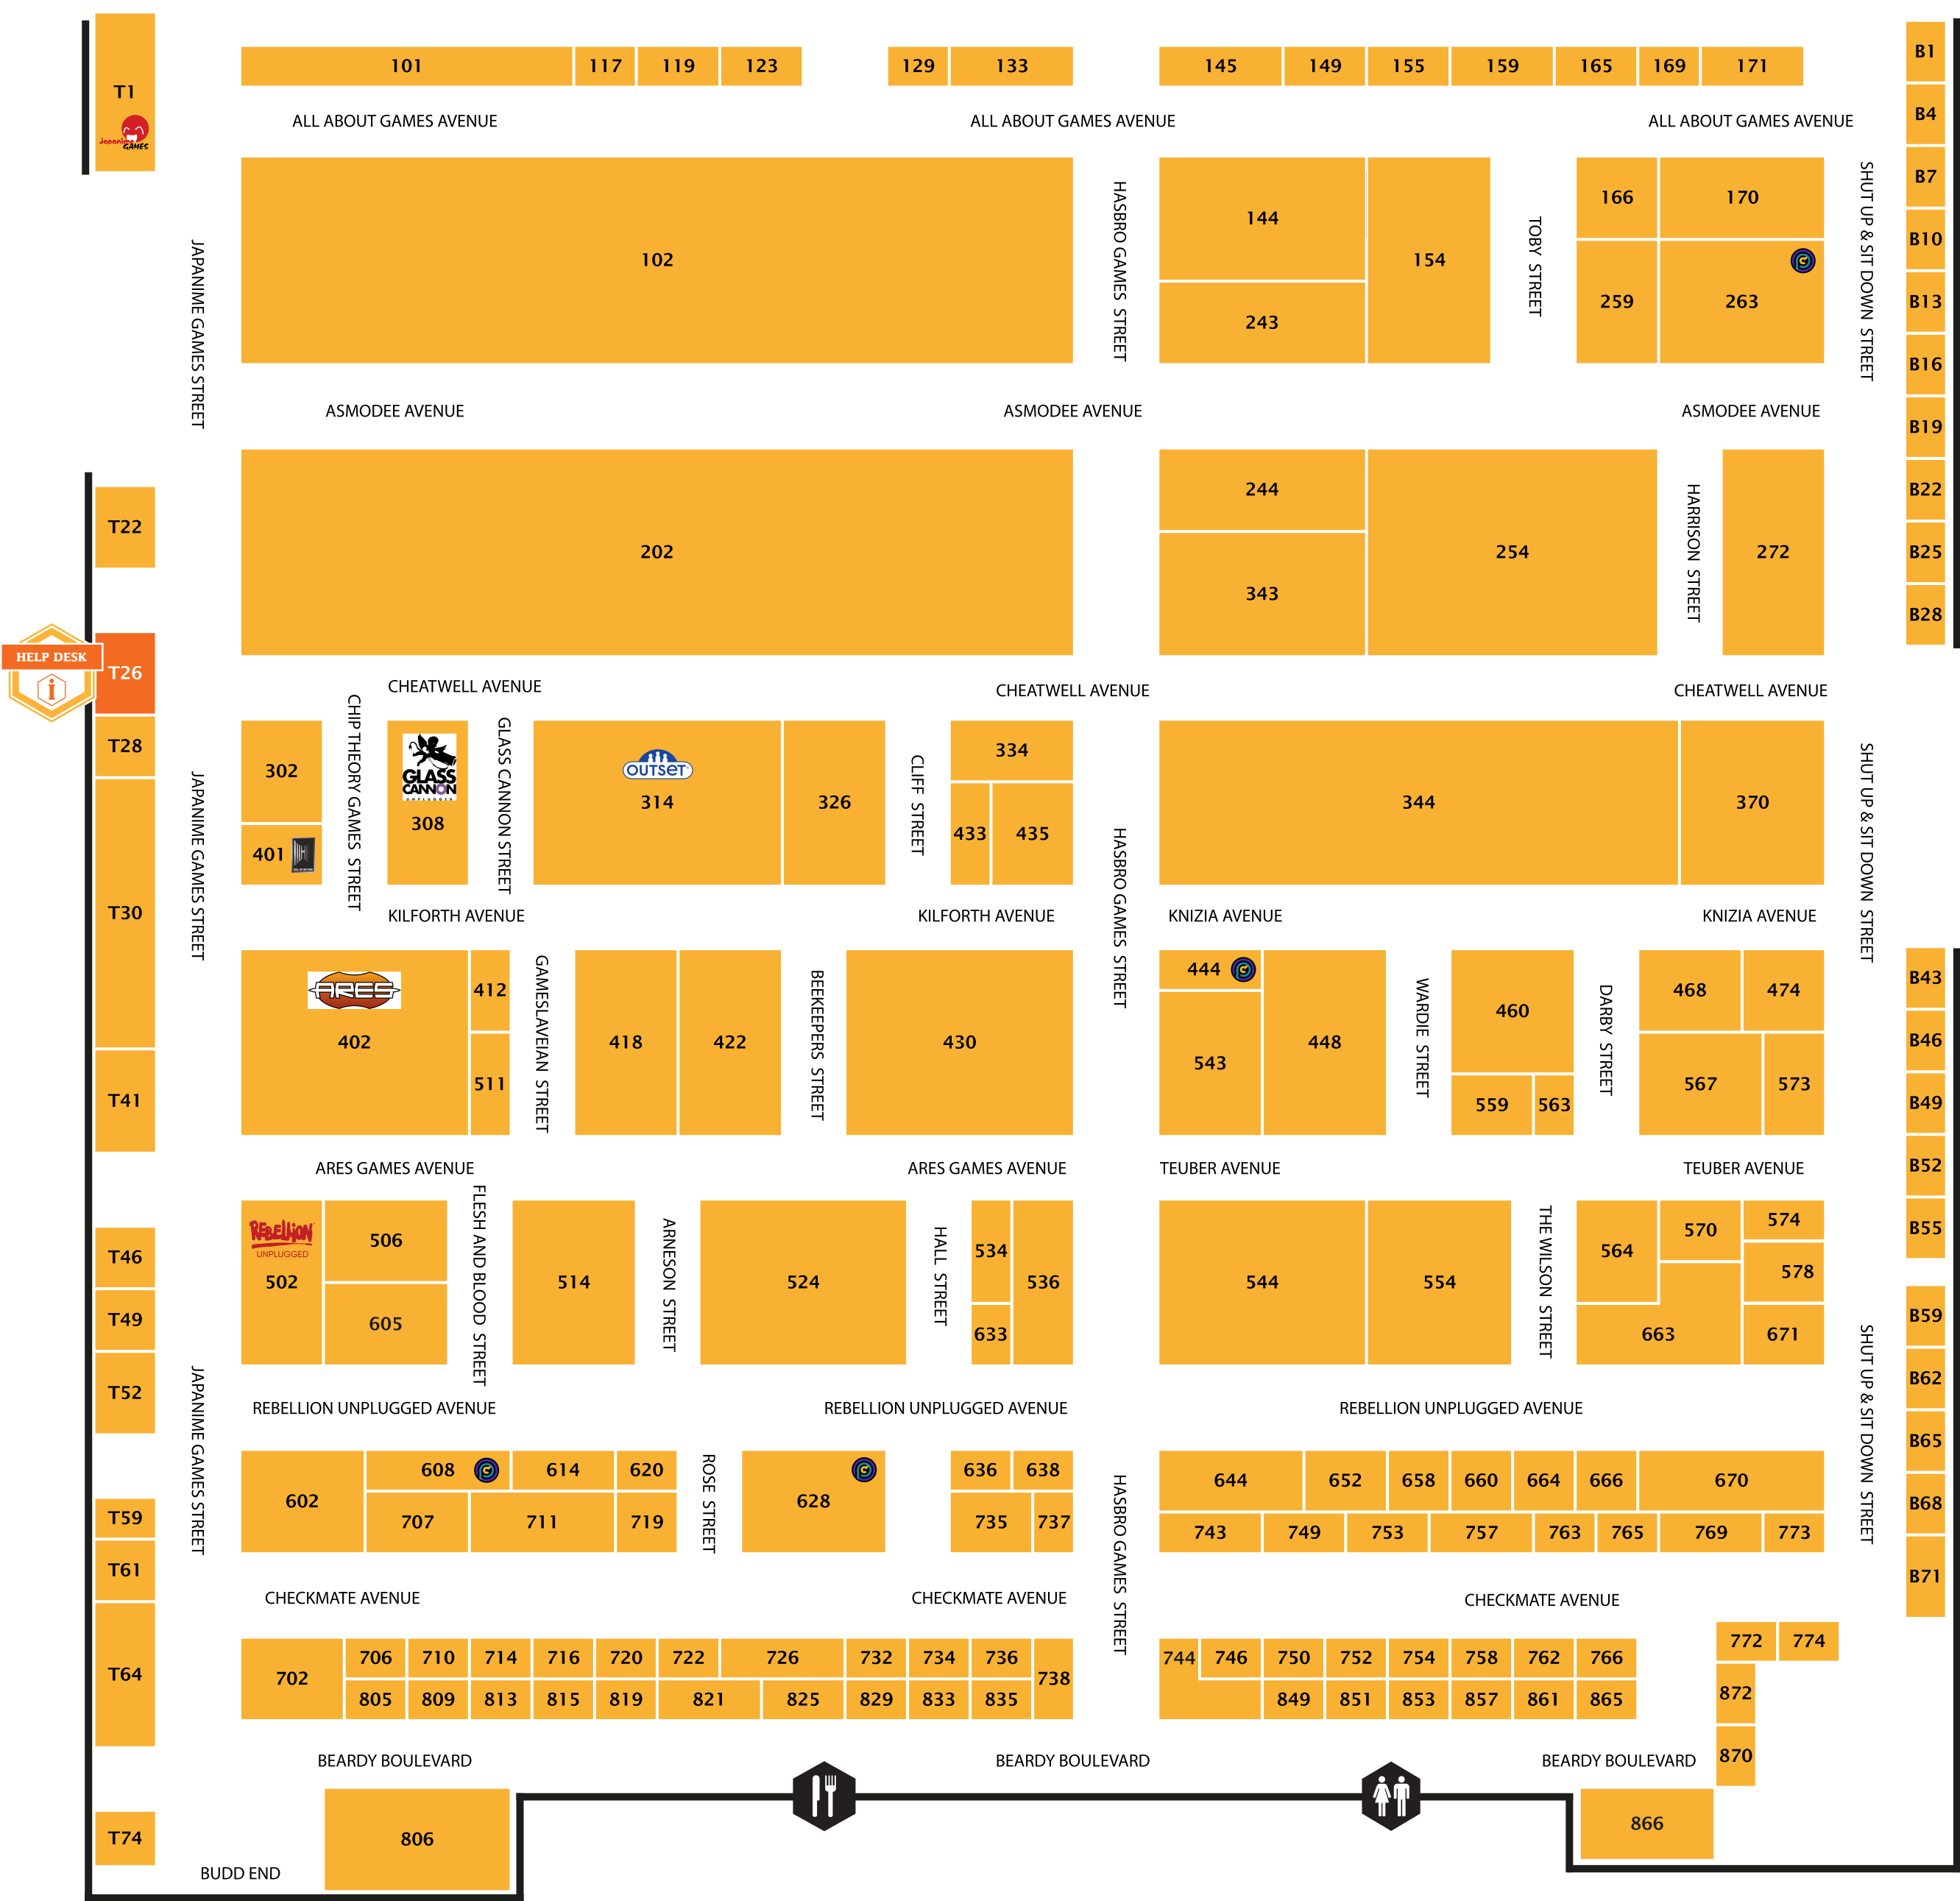 T1
Japanime
GAMES
101 117 119 123 129 133 145 149 155 159 165 169 171
B1
B4
B7
B10
B13
B16
B19
B22
B25
B28
ALL ABOUT GAMES AVENUE ALL ABOUT GAMES AVENUE ALL ABOUT GAMES AVENUE
JAPANIME GAMES STREET
102
HASBRO GAMES STREET
144
243
154
TOBY STREET
166 170
259 263
SHUT UP & SIT DOWN STREET
ASMODEE AVENUE ASMODEE AVENUE ASMODEE AVENUE
T22
HELP DESK
i
T26
T28
T30
T41
202
244
343
254
HARRISON STREET
272
CHEATWELL AVENUE CHEATWELL AVENUE CHEATWELL AVENUE
JAPANIME GAMES STREET
302
401
CHIP THEORY GAMES STREET
GLASS
CANNON
UNPLUGGED
308
GLASS CANNON STREET
OUTSET
314
326
CLIFF STREET
334
433 435
HASBRO GAMES STREET
344
370
SHUT UP & SIT DOWN STREET
KILFORTH AVENUE KILFORTH AVENUE KNIZIA AVENUE KNIZIA AVENUE
ARES
402
412
511
GAMESLAVEIAN STREET
418
422
BEEKEEPERS STREET
430
444
543
448
WARDIE STREET
460
559 563
DARBY STREET
468 474
567 573
B43
B46
B49
B52
B55
ARES GAMES AVENUE ARES GAMES AVENUE TEUBER AVENUE TEUBER AVENUE
T46
T49
T52
REBELLION
UNPLUGGED
502
506
605
FLESH AND BLOOD STREET
514
ARNESON STREET
524
HALL STREET
534
633
536
544
554
THE WILSON STREET
564 570 574
578
663 671
B59
B62
B65
B68
B71
REBELLION UNPLUGGED AVENUE REBELLION UNPLUGGED AVENUE REBELLION UNPLUGGED AVENUE
JAPANIME GAMES STREET
T59
T61
T64
T74
602
608 614 620
707 711 719
ROSE STREET
628
636 638
735 737
HASBRO GAMES STREET
644 652 658 660 664 666 670
743 749 753 757 763 765 769 773
SHUT UP & SIT DOWN STREET
CHECKMATE AVENUE CHECKMATE AVENUE CHECKMATE AVENUE
702
706 710 714 716 720 722 726 732 734 736
738
805 809 813 815 819 821 825 829 833 835
744 746 750 752 754 758 762 766
849 851 853 857 861 865
772 774
872
870
BEARDY BOULEVARD BEARDY BOULEVARD BEARDY BOULEVARD
806
866
BUDD END